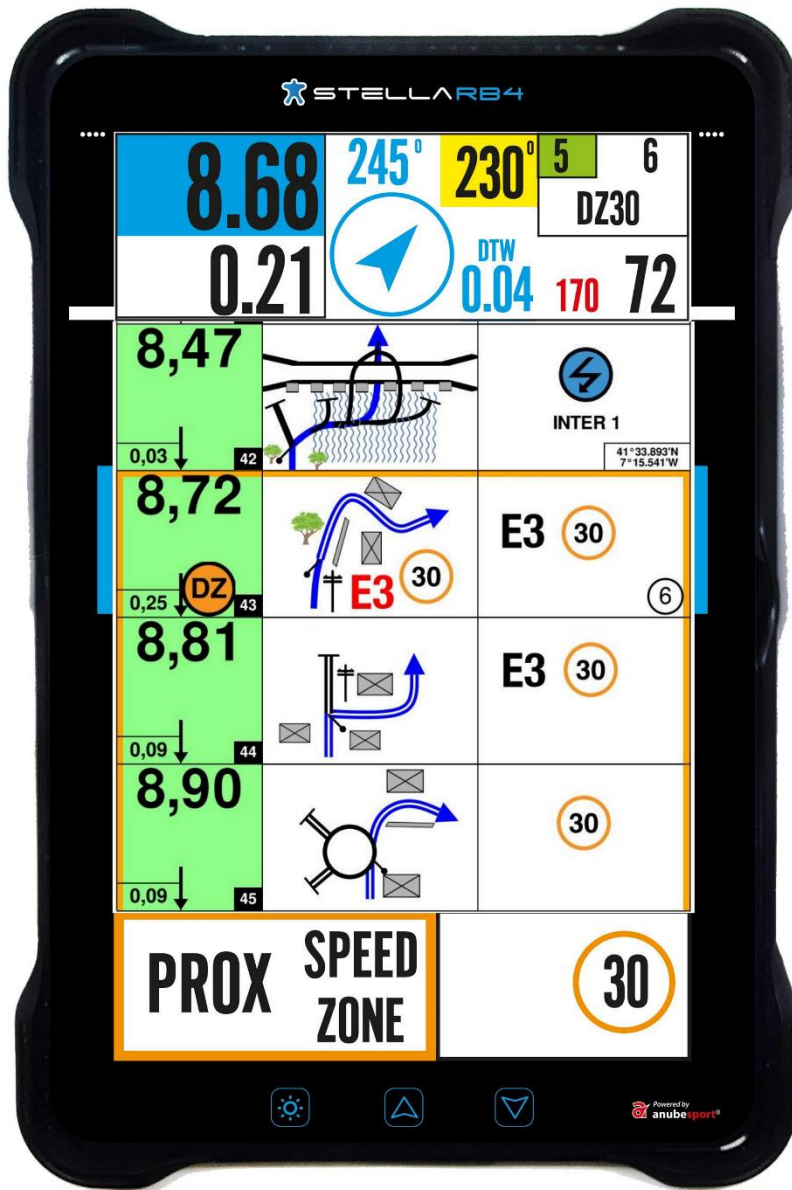 STELLARB4
8.68 245° 230° 5 6
DZ30
0.21 DTW
0.04 170 72
8,47
INTER 1
0,03 42 41°33.893'N
7°15.541'W
8,72
E3 30
DZ E3 30
0,25 43 6
8,81
E3 30
0,09 44
8,90
30
0,09 45
PROX SPEED
ZONE
30
Powered by
anubesport®